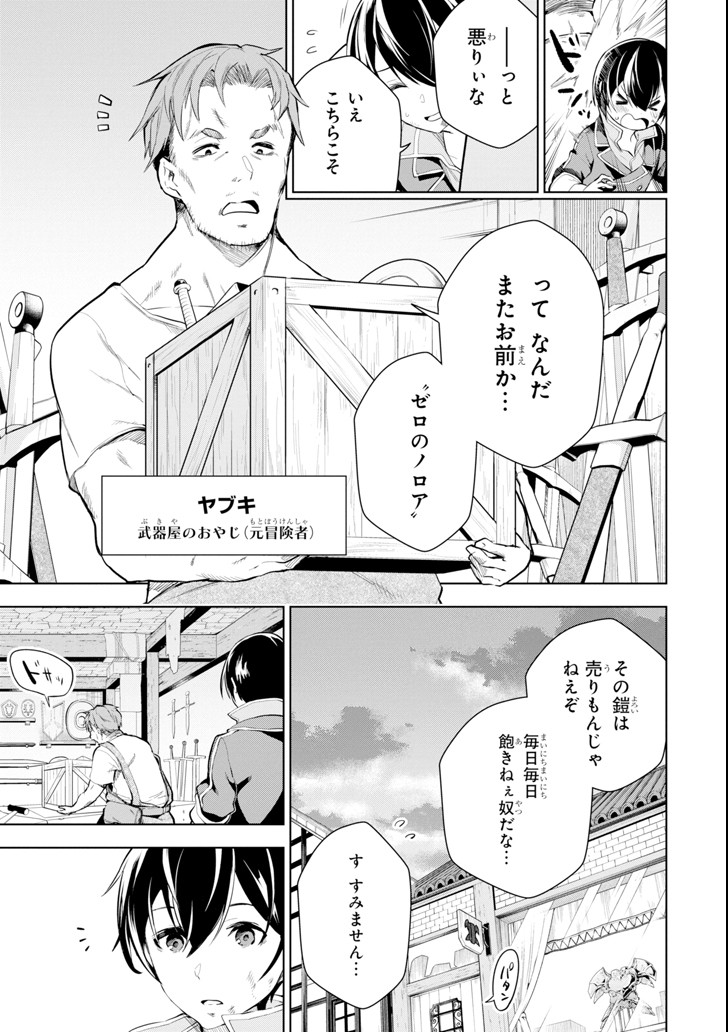 ドン
――っと
悪りぃな
いえ
こちらこそ
って なんだ
またお前か…
“ゼロのノロア”
ヤブキ
武器屋のおやじ(元冒険者)
その鎧は
売りもんじゃ
ねえぞ
毎日毎日
飽きねぇ奴だな…
す すみません…
パタン
ドサッ